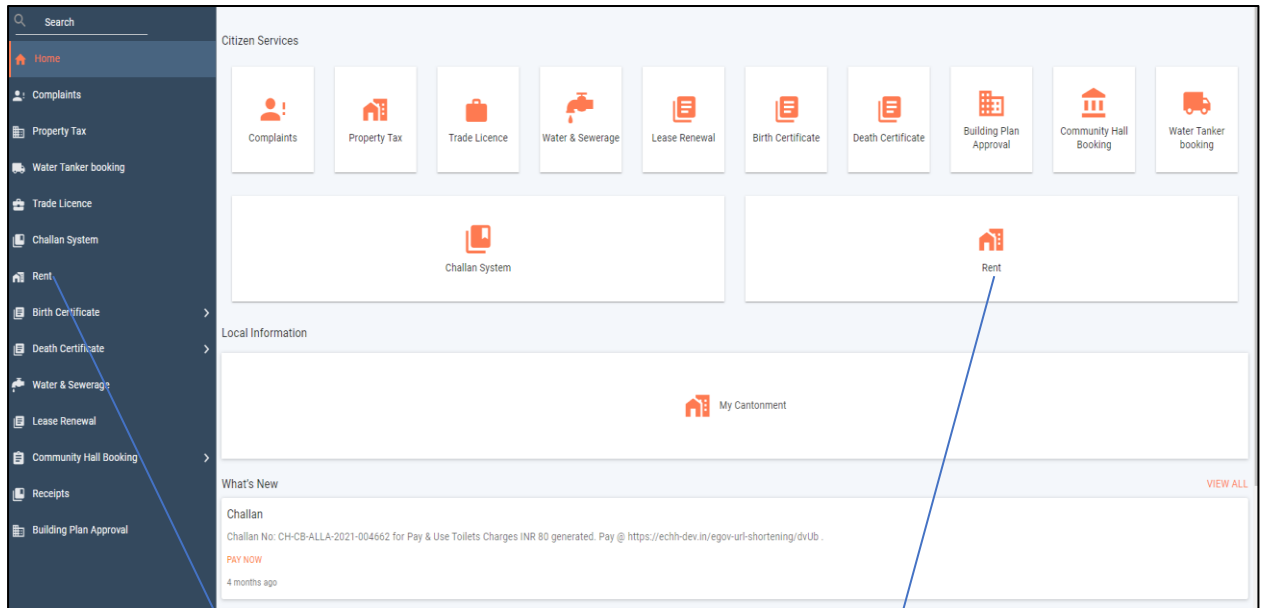 Search
Home
Complaints
Property Tax
Water Tanker booking
Trade Licence
Challan System
Rent
Birth Certificate
Death Certificate
Water & Sewerage
Lease Renewal
Community Hall Booking
Receipts
Building Plan Approval
Citizen Services
Complaints
Property Tax
Trade Licence
Water & Sewerage
Lease Renewal
Birth Certificate
Death Certificate
Building Plan
Approval
Community Hall
Booking
Water Tanker
booking
Challan System
Rent
Local Information
My Cantonment
What's New
VIEW ALL
Challan
Challan No: CH-CB-ALLA-2021-004662 for Pay & Use Toilets Charges INR 80 generated. Pay @ https://echh-dev.in/egov-url-shortening/dvUb .
PAY NOW
4 months ago